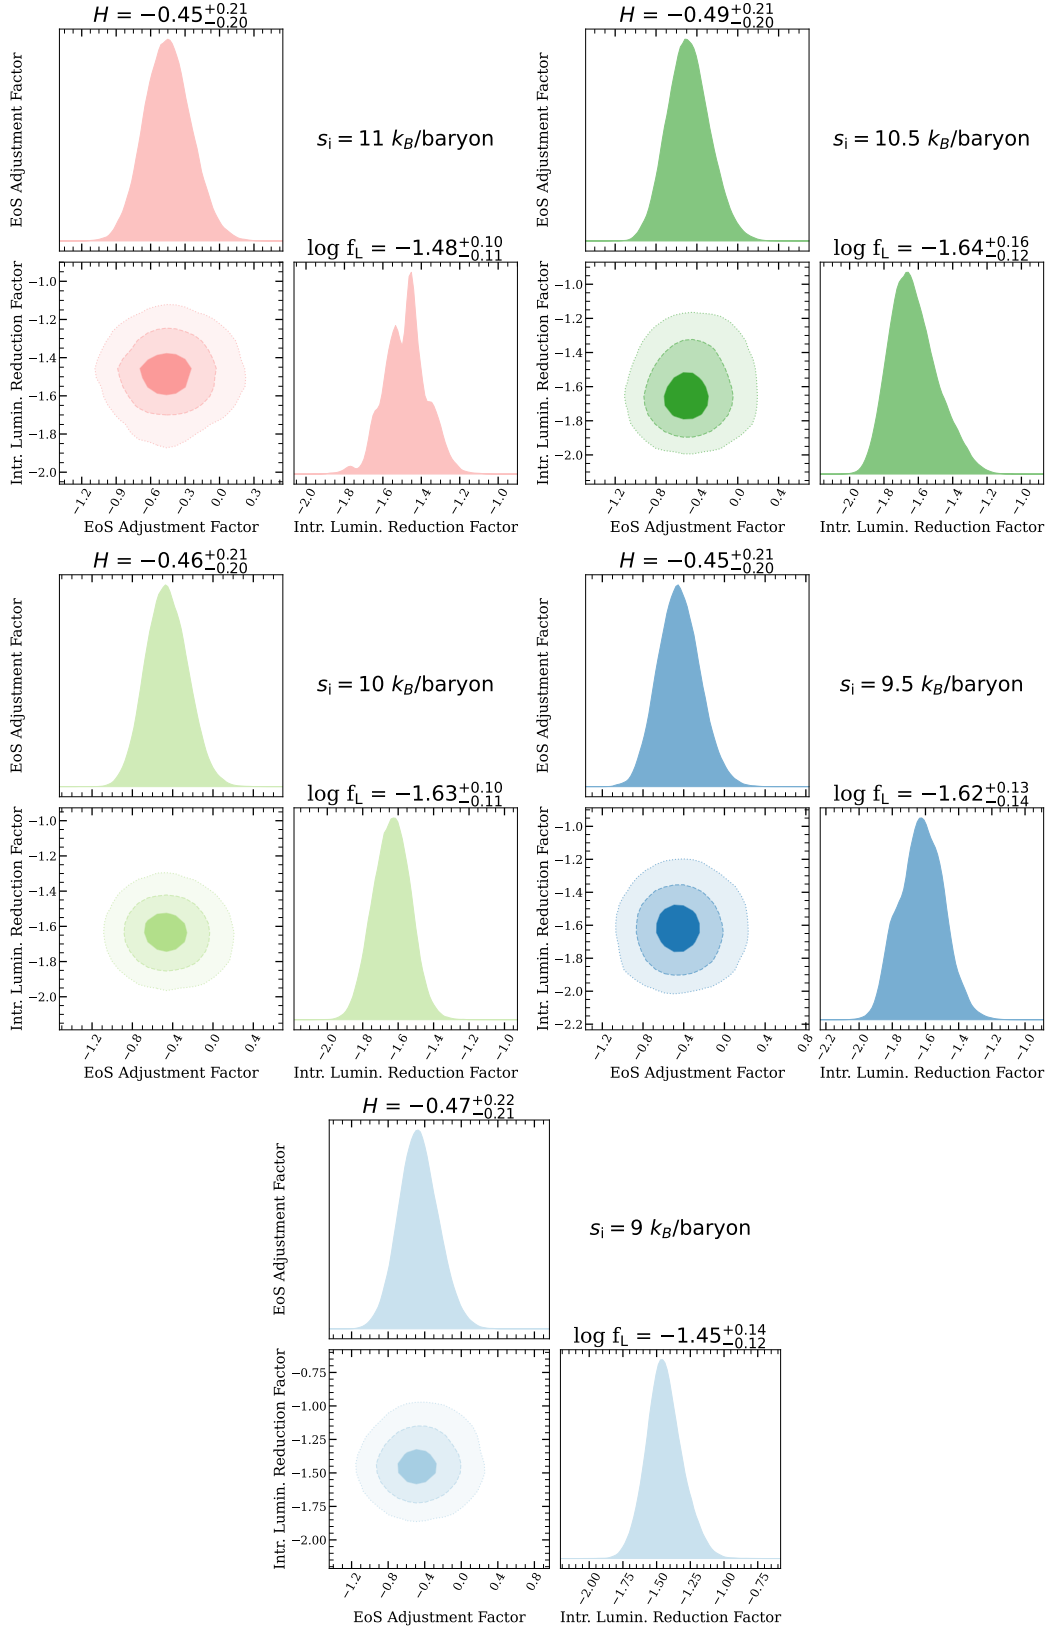 H = −0.45 +0.21 −0.20
EoS Adjustment Factor
s_i = 11 k_B/baryon
log f_L = −1.48 +0.10 −0.11
Intr. Lumin. Reduction Factor
−1.0
−1.2
−1.4
−1.6
−1.8
−2.0
−1.2 −0.9 −0.6 −0.3 0.0 0.3
EoS Adjustment Factor
−2.0 −1.8 −1.6 −1.4 −1.2 −1.0
Intr. Lumin. Reduction Factor
H = −0.49 +0.21 −0.20
EoS Adjustment Factor
s_i = 10.5 k_B/baryon
log f_L = −1.64 +0.16 −0.12
Intr. Lumin. Reduction Factor
−1.0
−1.2
−1.4
−1.6
−1.8
−2.0
−1.2 −0.8 −0.4 0.0 0.4
EoS Adjustment Factor
−2.0 −1.8 −1.6 −1.4 −1.2 −1.0
Intr. Lumin. Reduction Factor
H = −0.46 +0.21 −0.20
EoS Adjustment Factor
s_i = 10 k_B/baryon
log f_L = −1.63 +0.10 −0.11
Intr. Lumin. Reduction Factor
−1.0
−1.2
−1.4
−1.6
−1.8
−2.0
−1.2 −0.8 −0.4 0.0 0.4
EoS Adjustment Factor
−2.0 −1.8 −1.6 −1.4 −1.2 −1.0
Intr. Lumin. Reduction Factor
H = −0.45 +0.21 −0.20
EoS Adjustment Factor
s_i = 9.5 k_B/baryon
log f_L = −1.62 +0.13 −0.14
Intr. Lumin. Reduction Factor
−1.0
−1.2
−1.4
−1.6
−1.8
−2.0
−2.2
−1.2 −0.8 −0.4 0.0 0.4 0.8
EoS Adjustment Factor
−2.2 −2.0 −1.8 −1.6 −1.4 −1.2 −1.0
Intr. Lumin. Reduction Factor
H = −0.47 +0.22 −0.21
EoS Adjustment Factor
s_i = 9 k_B/baryon
log f_L = −1.45 +0.14 −0.12
Intr. Lumin. Reduction Factor
−0.75
−1.00
−1.25
−1.50
−1.75
−2.00
−1.2 −0.8 −0.4 0.0 0.4 0.8
EoS Adjustment Factor
−2.00 −1.75 −1.50 −1.25 −1.00 −0.75
Intr. Lumin. Reduction Factor